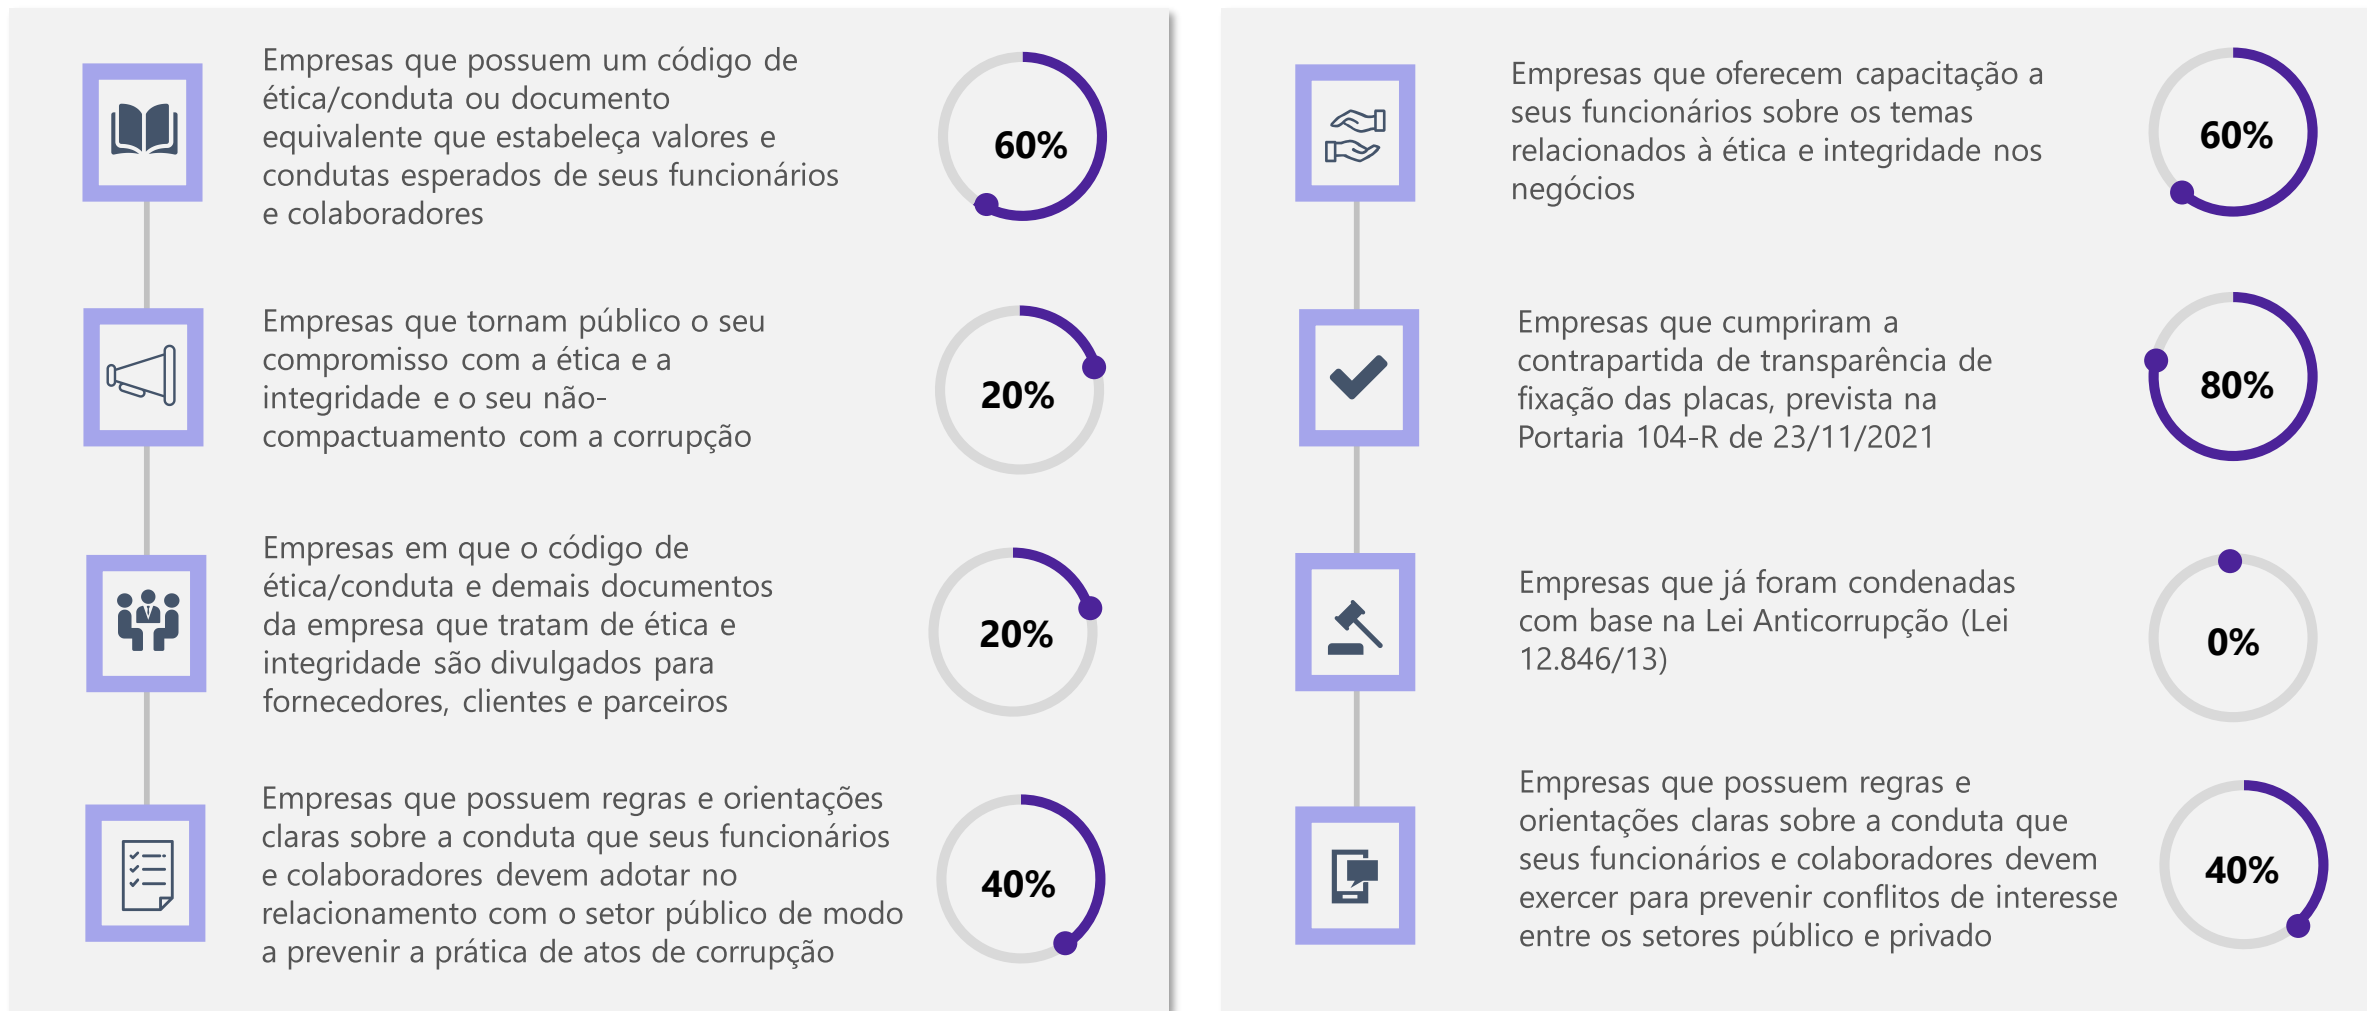 Empresas que possuem um código de
ética/conduta ou documento
equivalente que estabeleça valores e
condutas esperados de seus funcionários
e colaboradores
60%
Empresas que tornam público o seu
compromisso com a ética e a
integridade e o seu não-
compactuamento com a corrupção
20%
Empresas em que o código de
ética/conduta e demais documentos
da empresa que tratam de ética e
integridade são divulgados para
fornecedores, clientes e parceiros
20%
Empresas que possuem regras e orientações
claras sobre a conduta que seus funcionários
e colaboradores devem adotar no
relacionamento com o setor público de modo
a prevenir a prática de atos de corrupção
40%
Empresas que oferecem capacitação a
seus funcionários sobre os temas
relacionados à ética e integridade nos
negócios
60%
Empresas que cumpriram a
contrapartida de transparência de
fixação das placas, prevista na
Portaria 104-R de 23/11/2021
80%
Empresas que já foram condenadas
com base na Lei Anticorrupção (Lei
12.846/13)
0%
Empresas que possuem regras e
orientações claras sobre a conduta que
seus funcionários e colaboradores devem
exercer para prevenir conflitos de interesse
entre os setores público e privado
40%